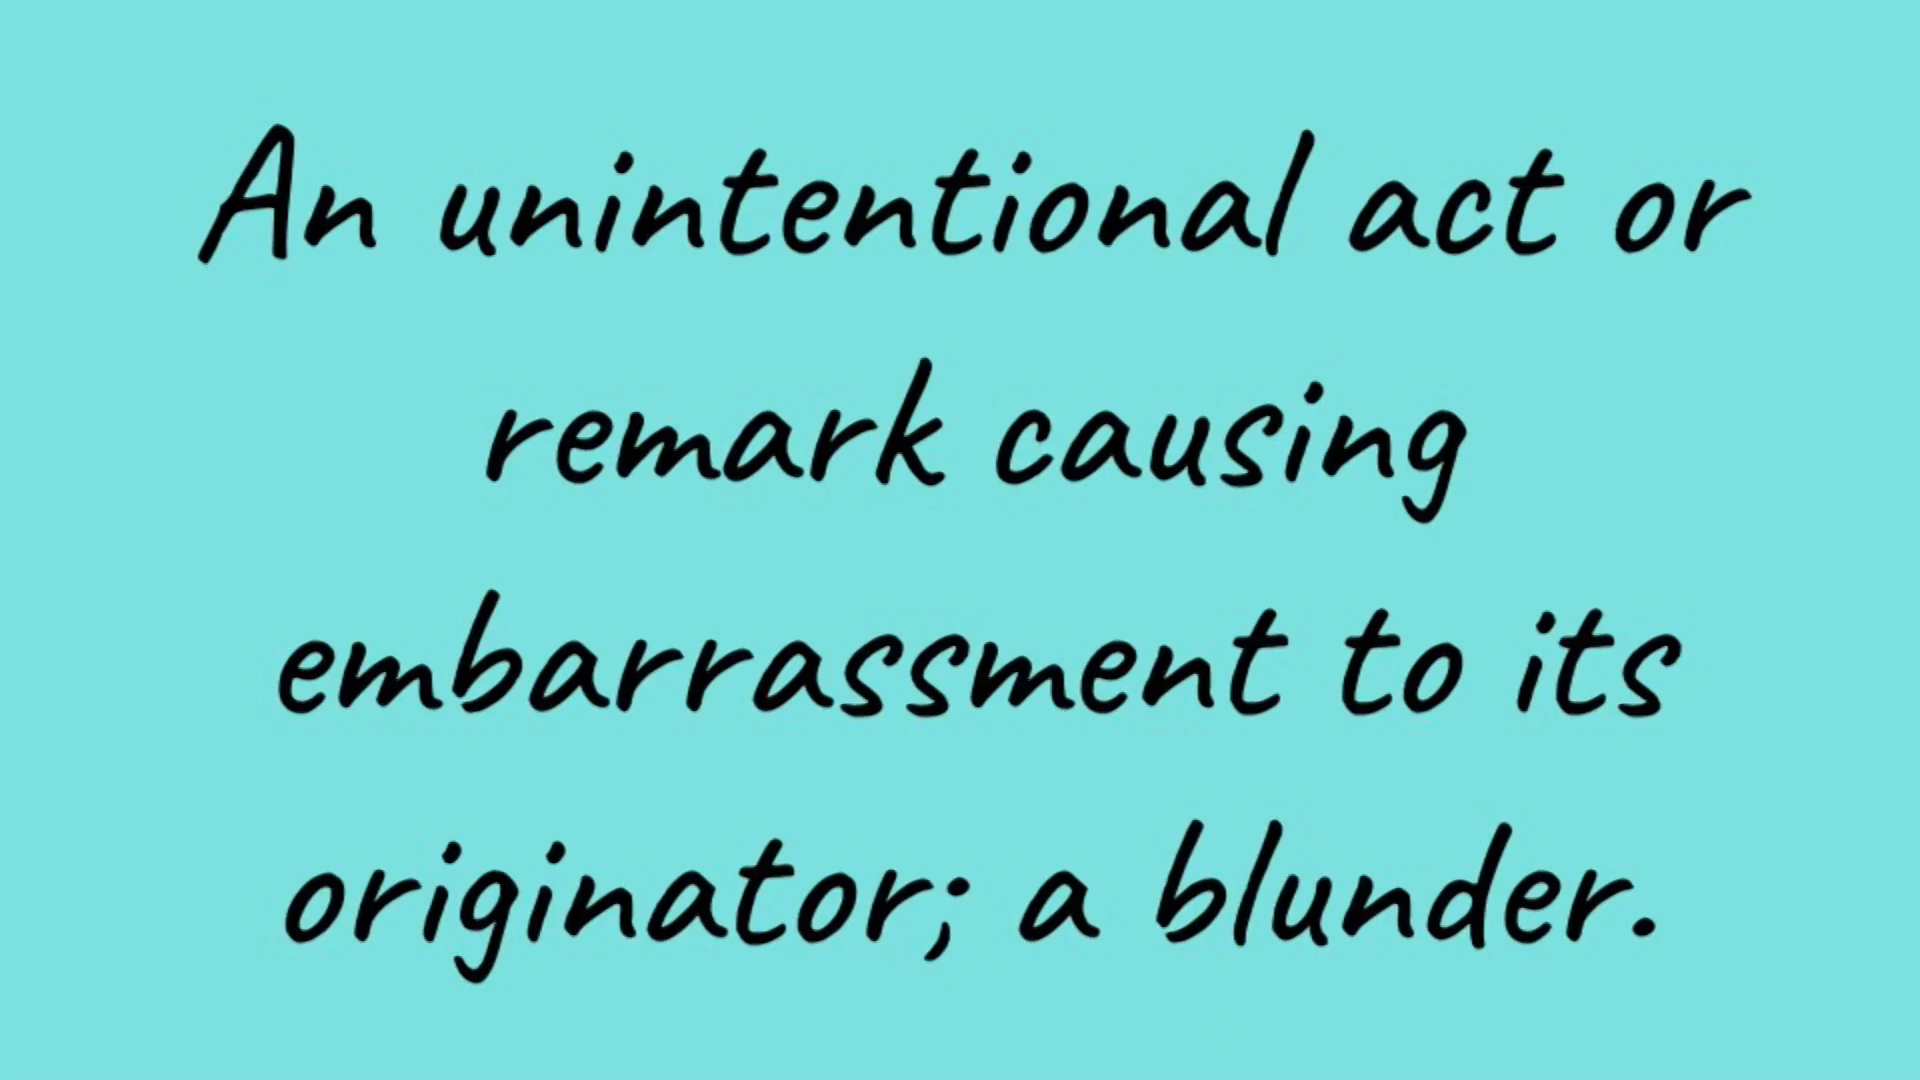 An unintentional act or
remark causing
embarrassment to its
originator; a blunder.